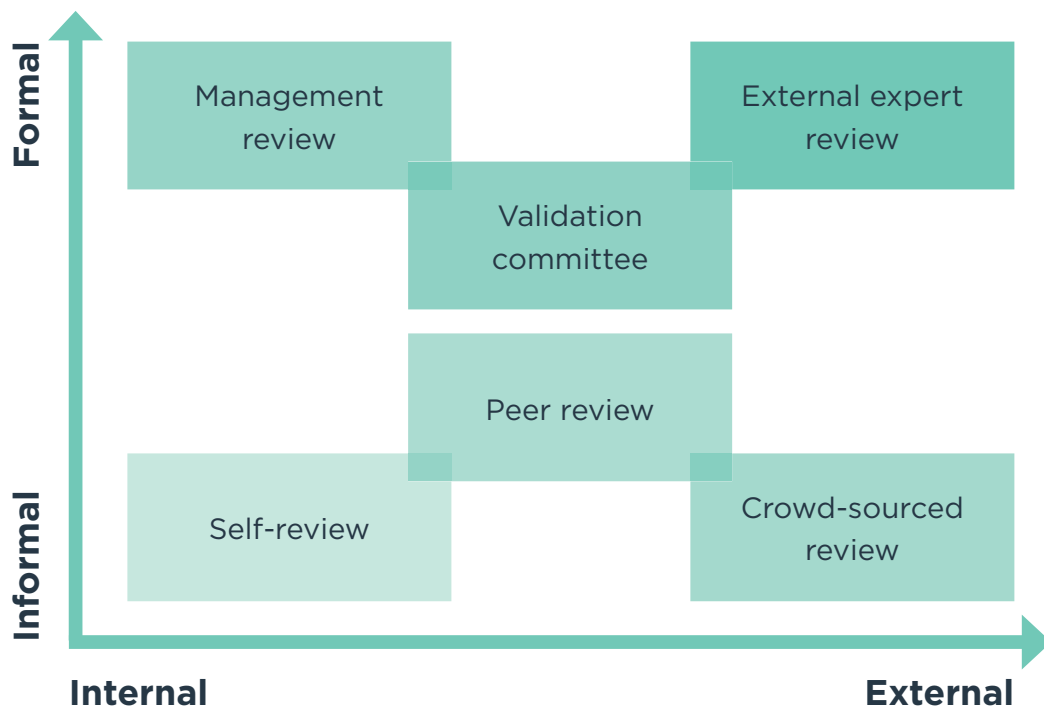 Formal
Management
review
External expert
review
Validation
committee
Peer review
Informal
Self-review
Crowd-sourced
review
Internal
External